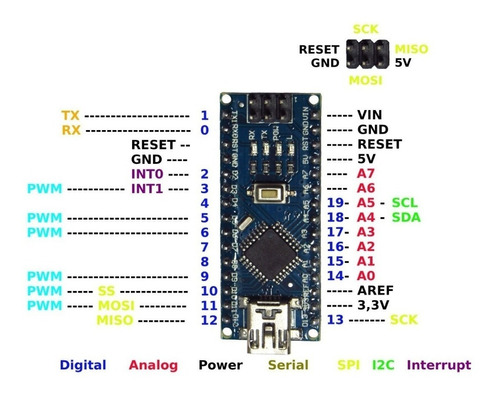 SCK
RESET MISO
GND 5V
MOSI
TX ---------------- 1 ---- VIN
RX ---------------- 0 ---- GND
RESET -- ---- RESET
GND --- ---- 5V
INT0 ------- 2 ---- A7
PWM --------- INT1 ------- 3 ---- A6
4 19- A5 - SCL
PWM ------------------- 5 18- A4 - SDA
PWM ------------------- 6 17- A3
7 16- A2
8 15- A1
PWM ------------------- 9 14- A0
PWM ---- SS ------- 10 ---- AREF
PWM ---- MOSI ---- 11 ---- 3,3V
MISO ------- 12 13 ---- SCK
RX TX POW L
Digital Analog Power Serial SPI I2C Interrupt